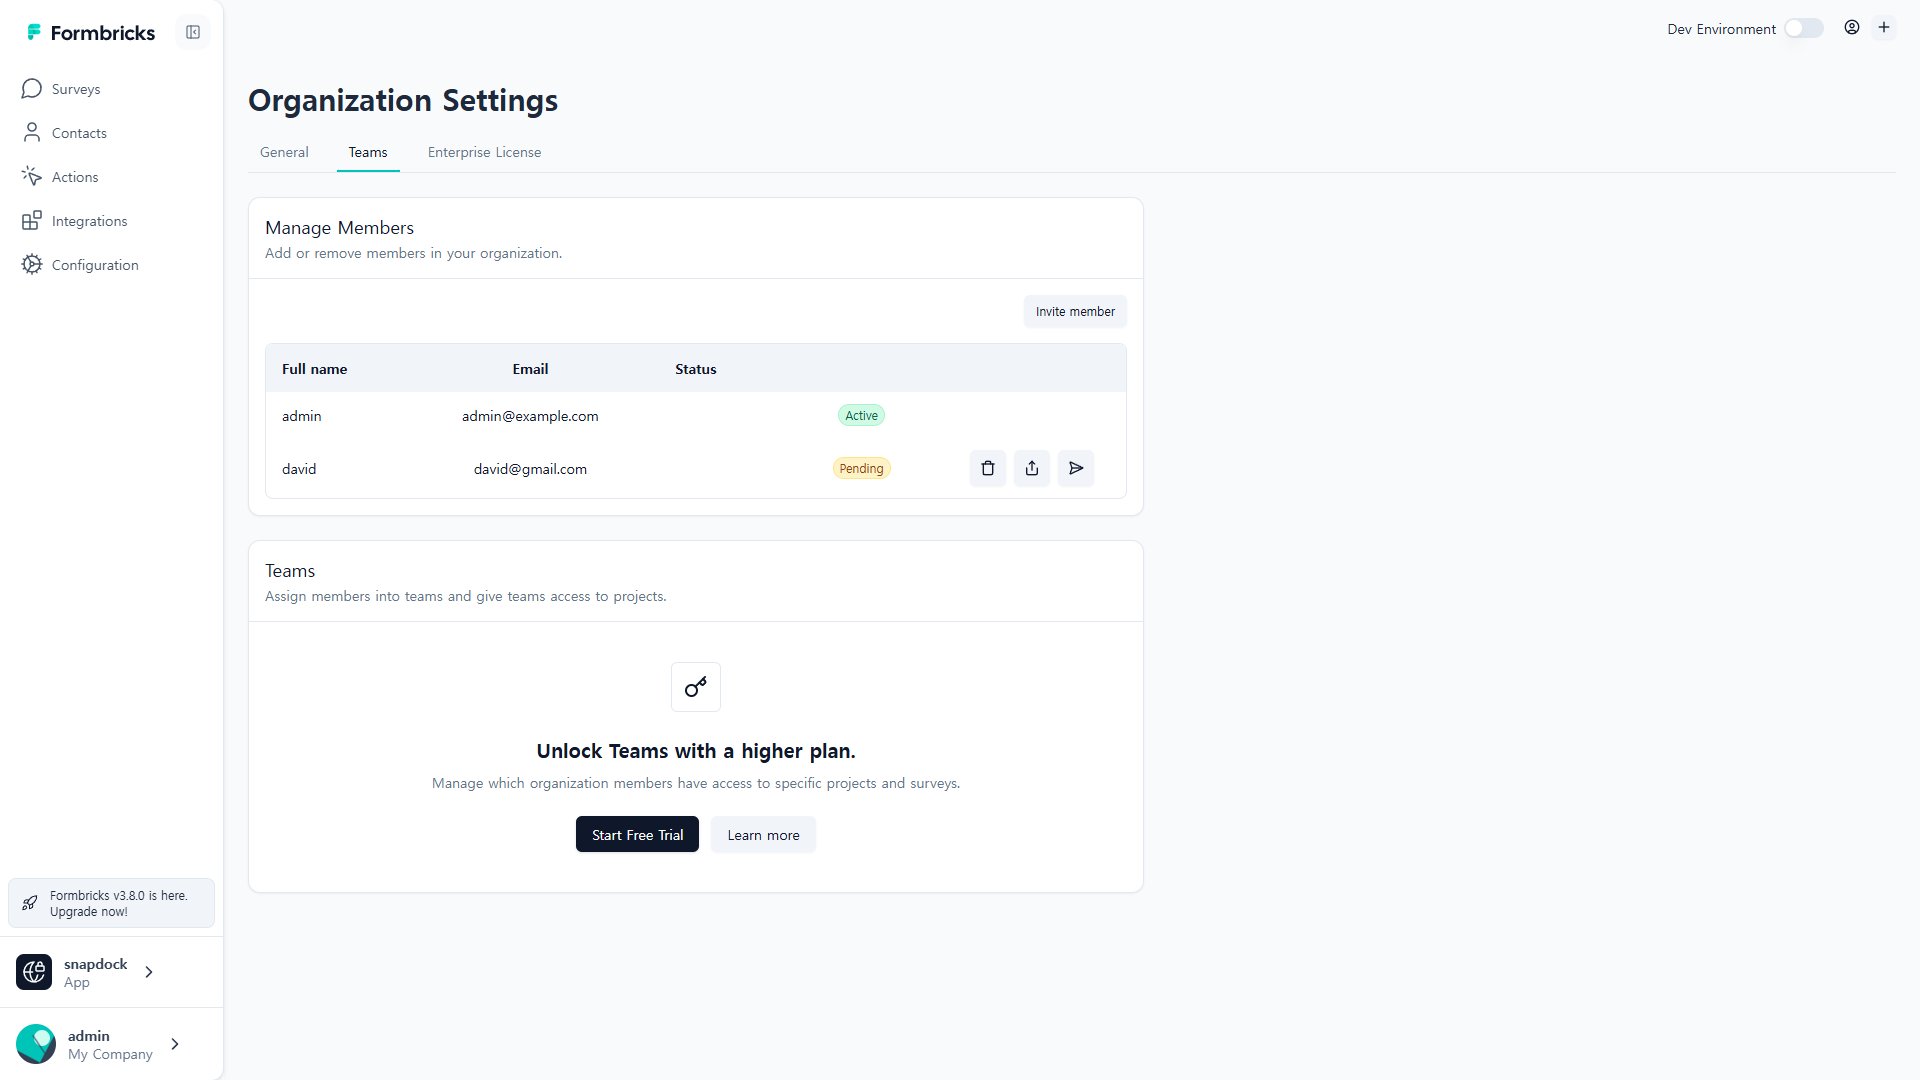 Formbricks
Dev Environment
Surveys
Contacts
Actions
Integrations
Configuration
Organization Settings
General
Teams
Enterprise License
Manage Members
Add or remove members in your organization.
Invite member
Full name
Email
Status
admin
admin@example.com
Active
david
david@gmail.com
Pending
Teams
Assign members into teams and give teams access to projects.
Unlock Teams with a higher plan.
Manage which organization members have access to specific projects and surveys.
Start Free Trial
Learn more
Formbricks v3.8.0 is here.
Upgrade now!
snapdock
App
admin
My Company